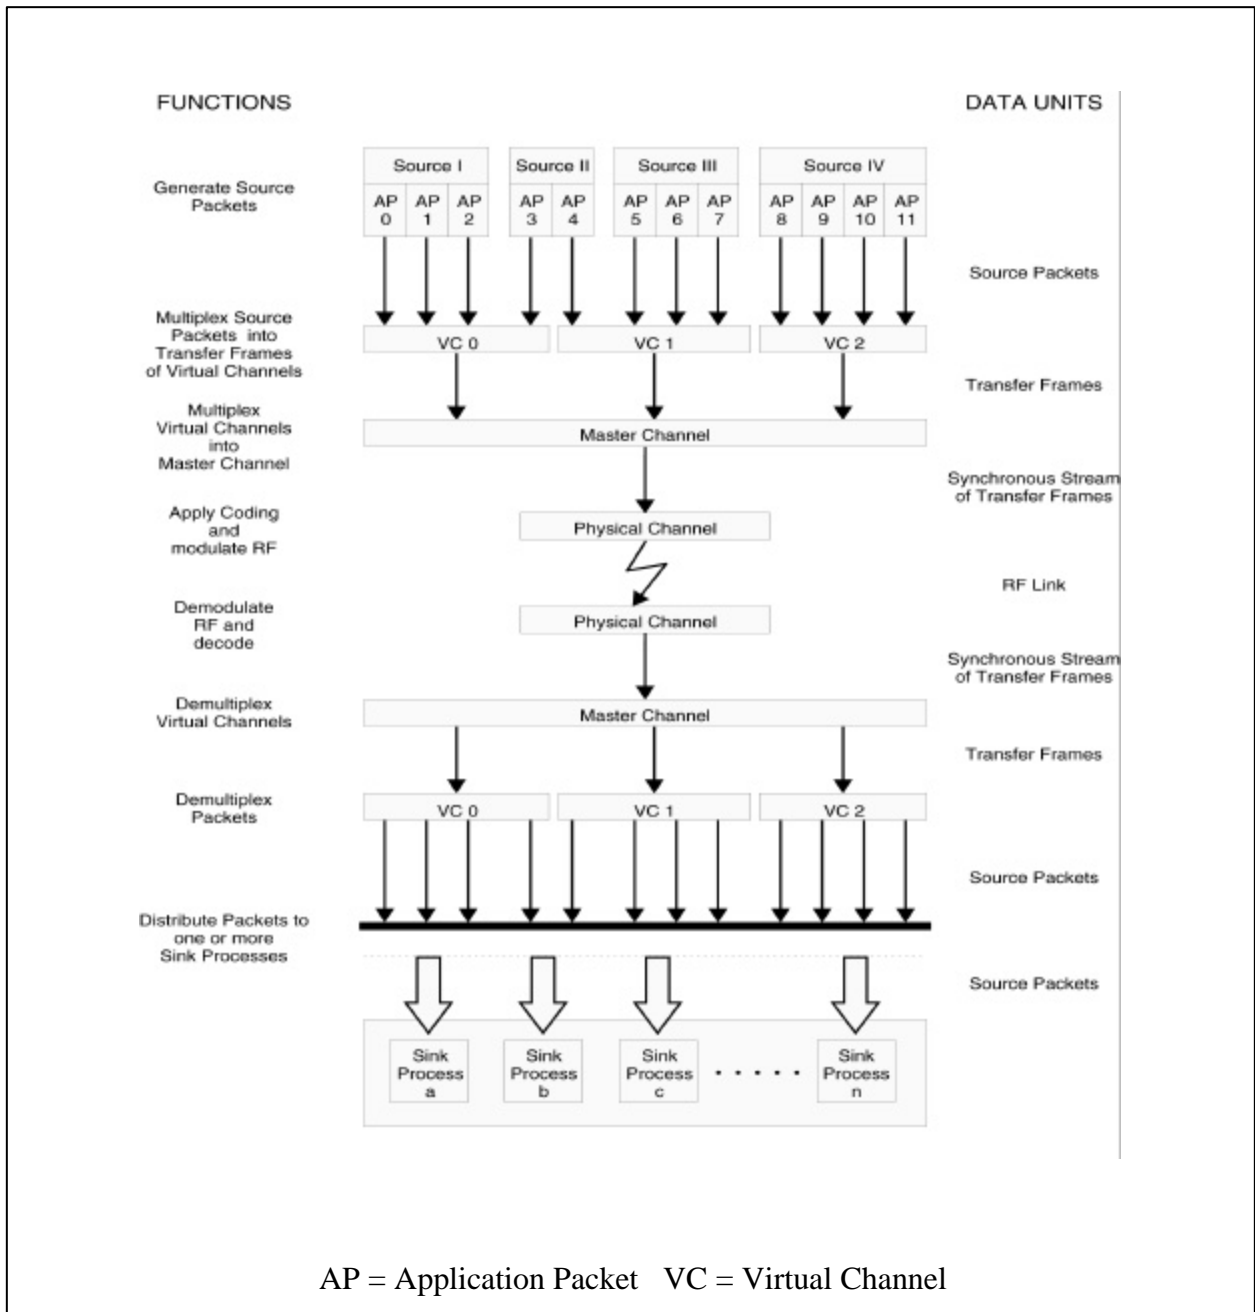 FUNCTIONS
DATA UNITS
Generate Source
Packets
Source I
Source II
Source III
Source IV
AP
0
AP
1
AP
2
AP
3
AP
4
AP
5
AP
6
AP
7
AP
8
AP
9
AP
10
AP
11
Source Packets
Multiplex Source
Packets into
Transfer Frames
of Virtual Channels
VC 0
VC 1
VC 2
Transfer Frames
Multiplex
Virtual Channels
into
Master Channel
Master Channel
Synchronous Stream
of Transfer Frames
Apply Coding
and
modulate RF
Physical Channel
RF Link
Demodulate
RF and
decode
Physical Channel
Synchronous Stream
of Transfer Frames
Demultiplex
Virtual Channels
Master Channel
Transfer Frames
Demultiplex
Packets
VC 0
VC 1
VC 2
Source Packets
Distribute Packets to
one or more
Sink Processes
Source Packets
Sink
Process
a
Sink
Process
b
Sink
Process
c
. . . . .
Sink
Process
n
AP = Application Packet VC = Virtual Channel